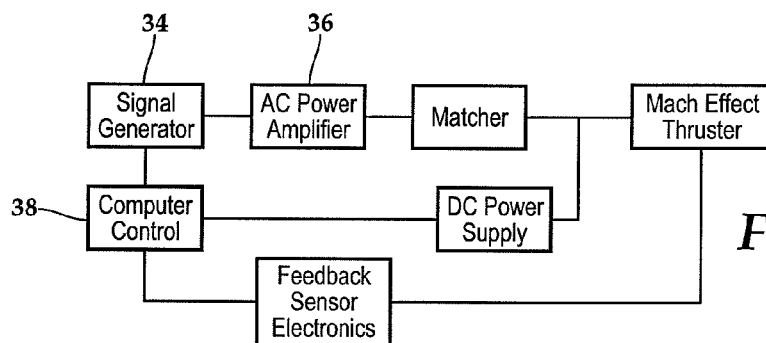 34
36
Signal
Generator
AC Power
Amplifier
Matcher
Mach Effect
Thruster
38
Computer
Control
DC Power
Supply
F
Feedback
Sensor
Electronics